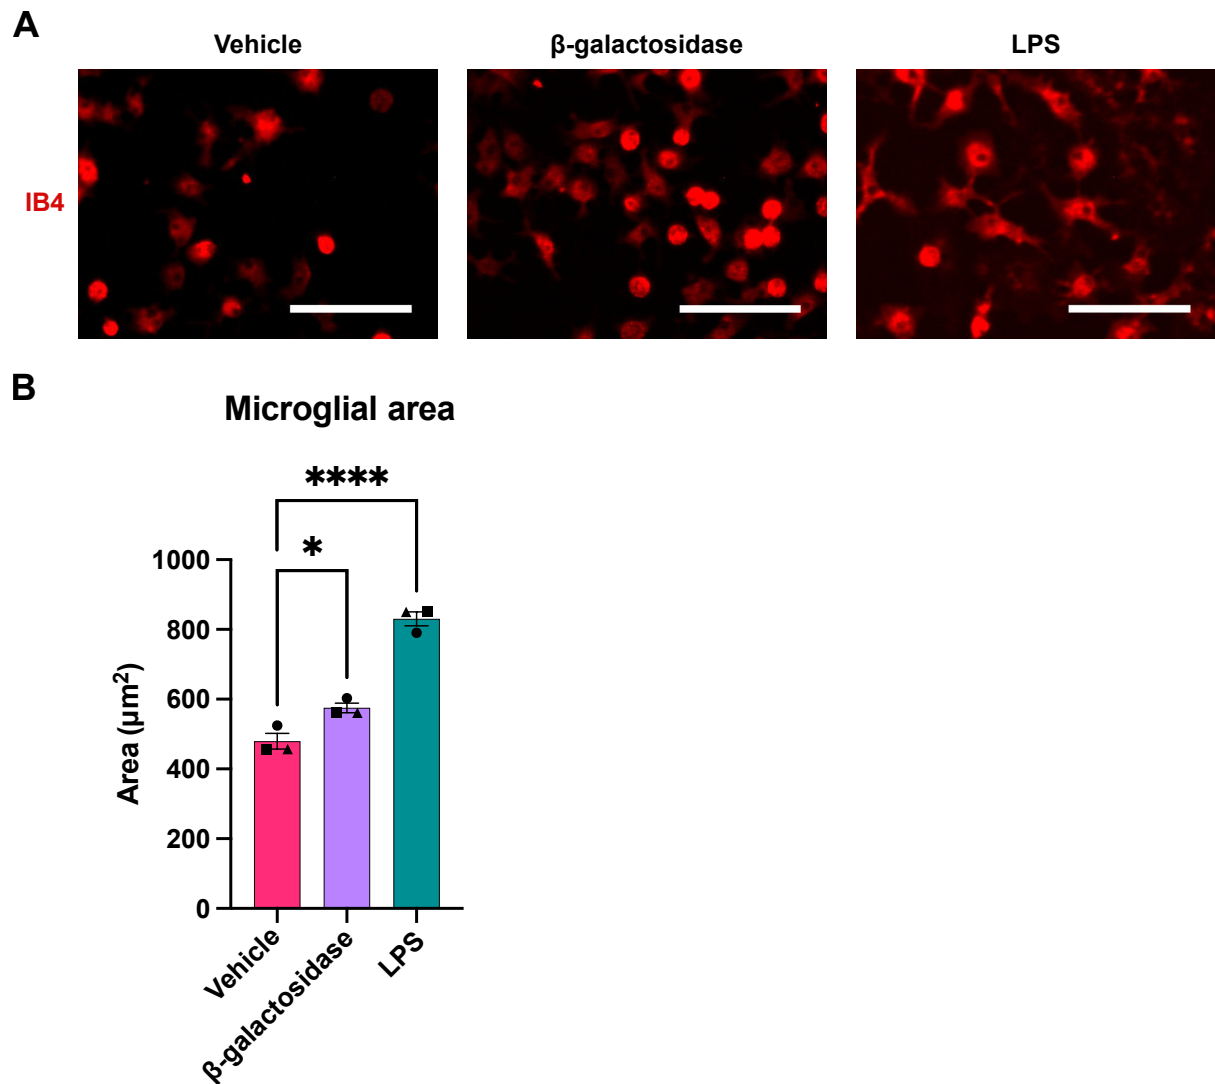 A
Vehicle
β-galactosidase
LPS
IB4
B
Microglial area
****
*
1000
800
600
400
200
0
Area (µm²)
Vehicle
β-galactosidase
LPS